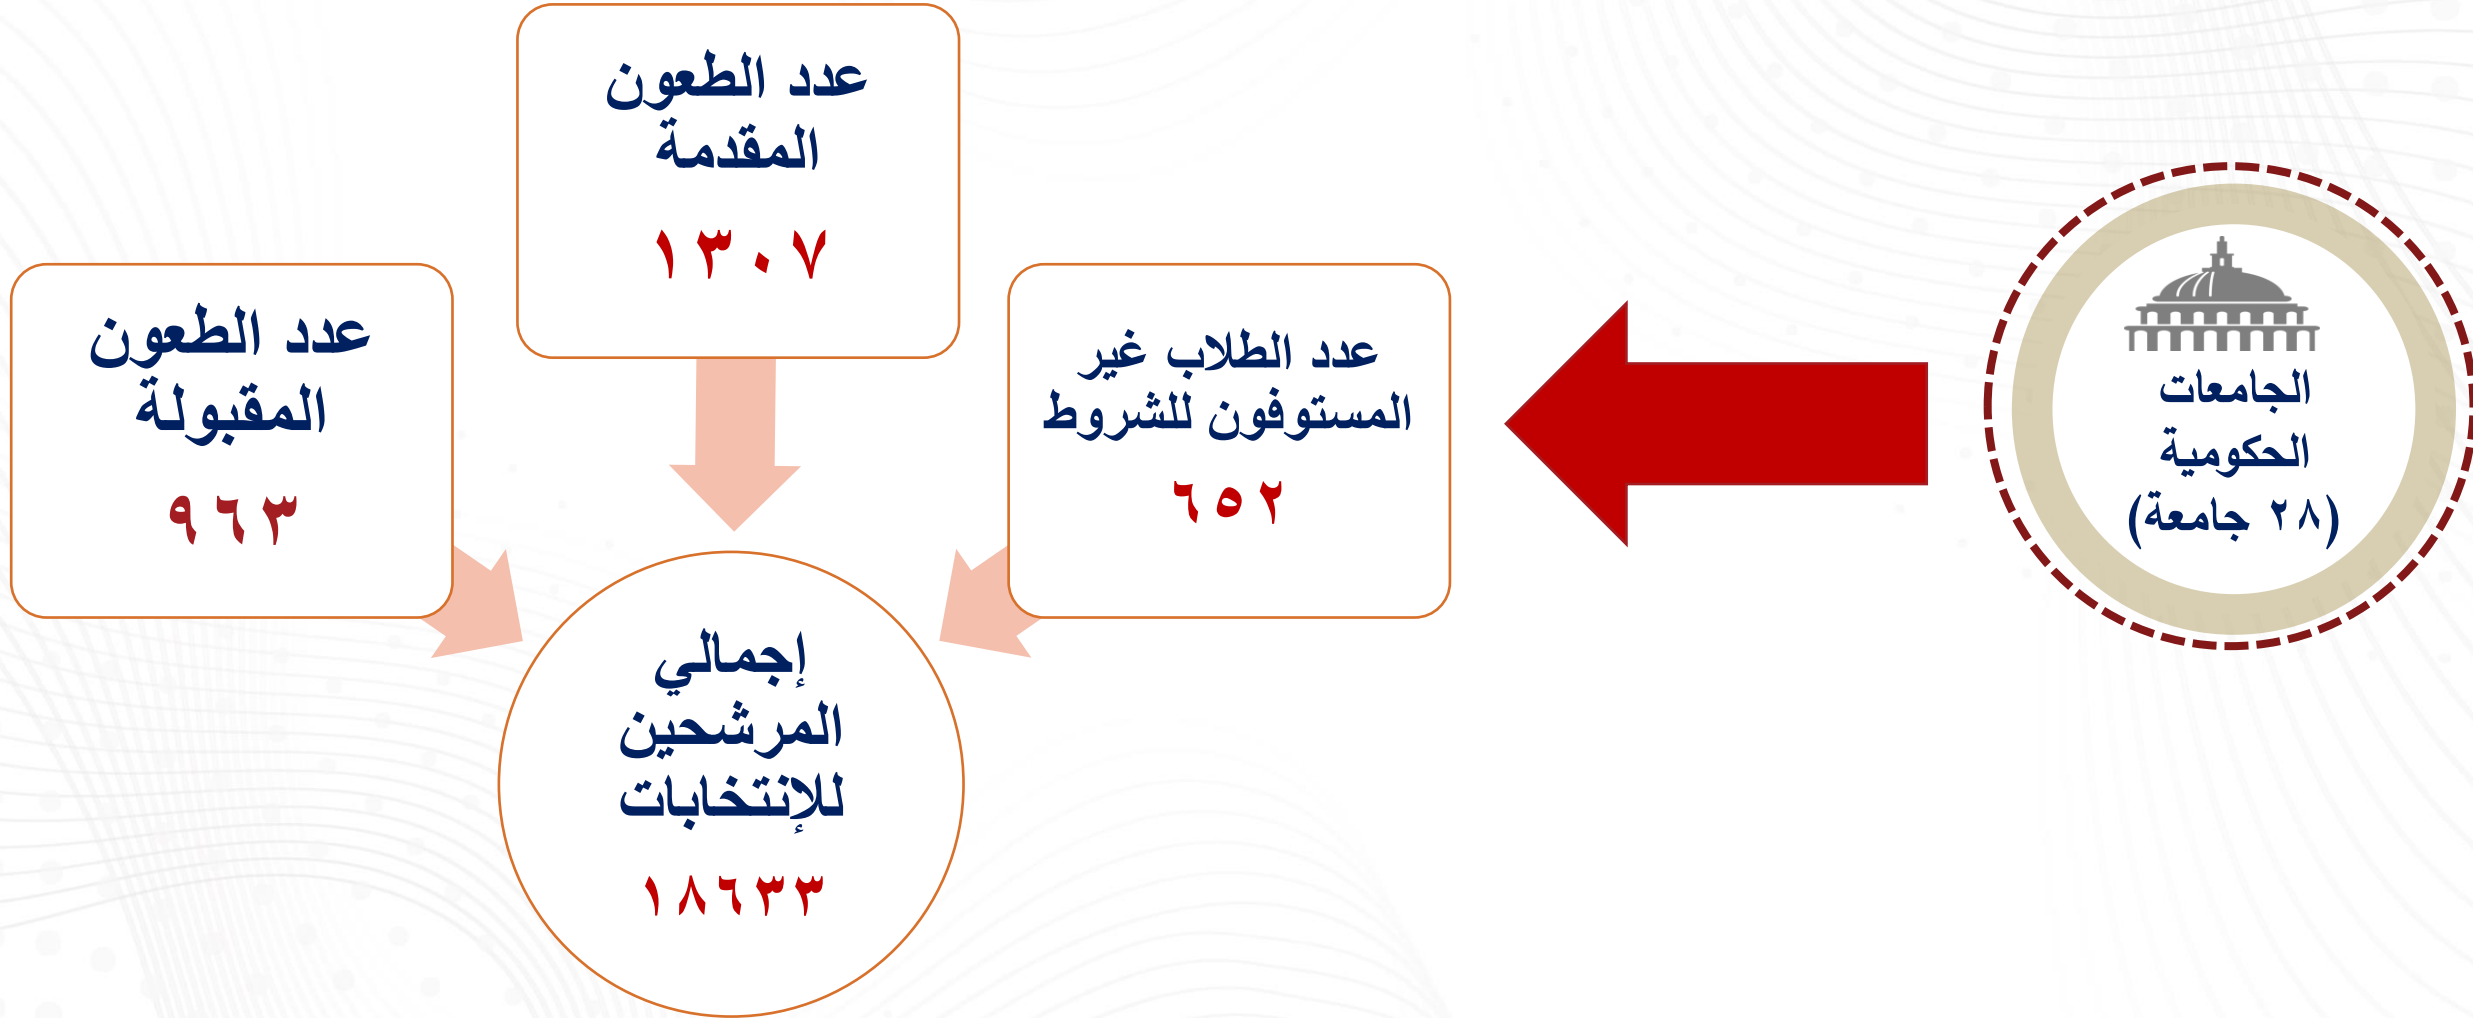 الجامعات
الحكومية
(٢٨ جامعة)
عدد الطلاب غير
المستوفون للشروط
٦٥٢
عدد الطعون
المقدمة
١٣٠٧
عدد الطعون
المقبولة
٩٦٣
إجمالي
المرشحين
للإنتخابات
١٨٦٣٣